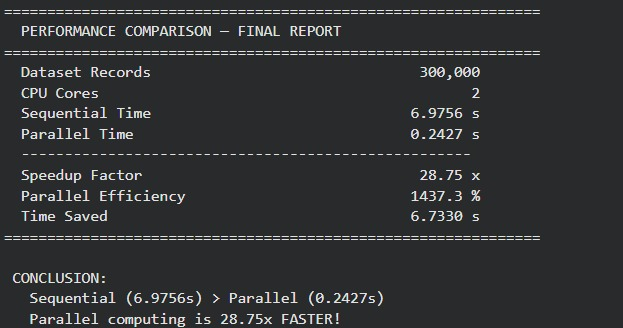 ==============================================================
PERFORMANCE COMPARISON — FINAL REPORT
==============================================================
Dataset Records 300,000
CPU Cores 2
Sequential Time 6.9756 s
Parallel Time 0.2427 s
----------------------------------------------------
Speedup Factor 28.75 x
Parallel Efficiency 1437.3 %
Time Saved 6.7330 s
==============================================================
CONCLUSION:
Sequential (6.9756s) > Parallel (0.2427s)
Parallel computing is 28.75x FASTER!